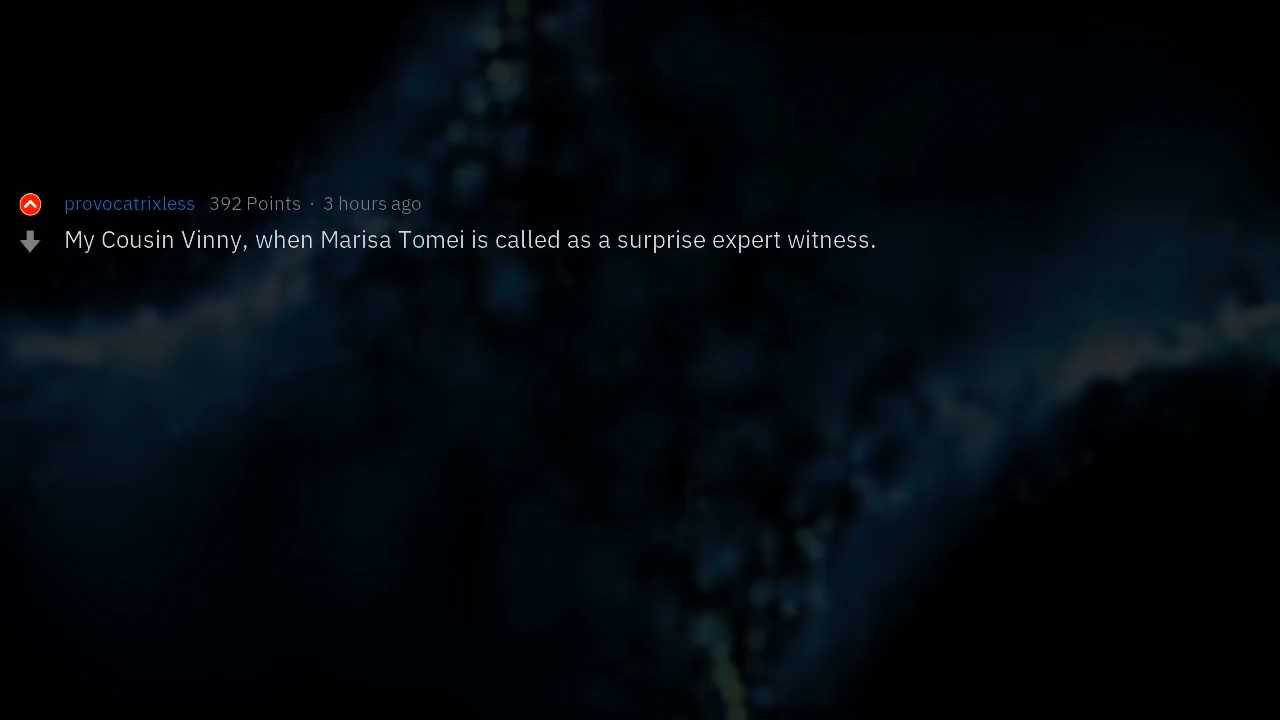 provocatrixless 392 Points · 3 hours ago
My Cousin Vinny, when Marisa Tomei is called as a surprise expert witness.